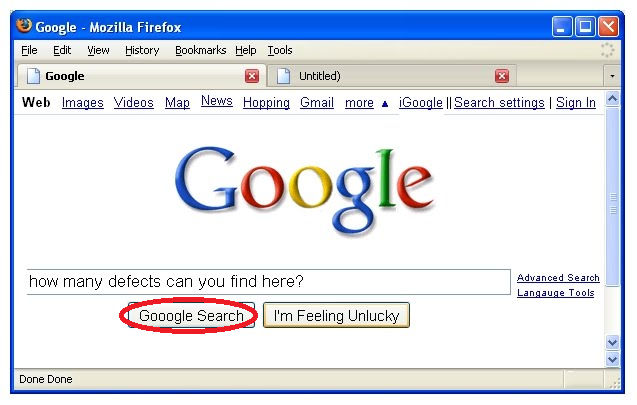 Google - Mozilla Firefox
File Edit View History Bookmarks Help Tools
Google Untitled)
Web Images Videos Map News Hopping Gmail more ▲ iGoogle || Search settings | Sign In
Google
how many defects can you find here? Advanced Search
Langauge Tools
Gooogle Search I'm Feeling Unlucky
Done Done